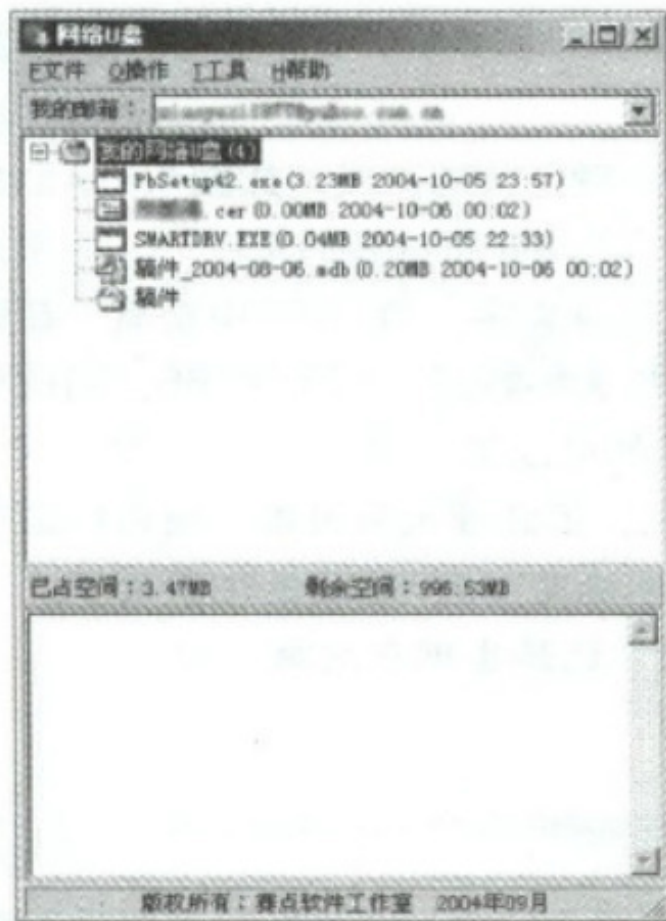 网络U盘
F文件 O操作 T工具 H帮助
我的邮箱：
我的网络U盘(4)
PbSetup42.exe(3.23MB 2004-10-05 23:57)
.cer(0.00MB 2004-10-06 00:02)
SMARTDRV.EXE(0.04MB 2004-10-05 22:33)
稿件_2004-08-06.mdb(0.20MB 2004-10-06 00:02)
稿件
已占空间：3.47MB 剩余空间：996.53MB
版权所有：赛点软件工作室 2004年09月